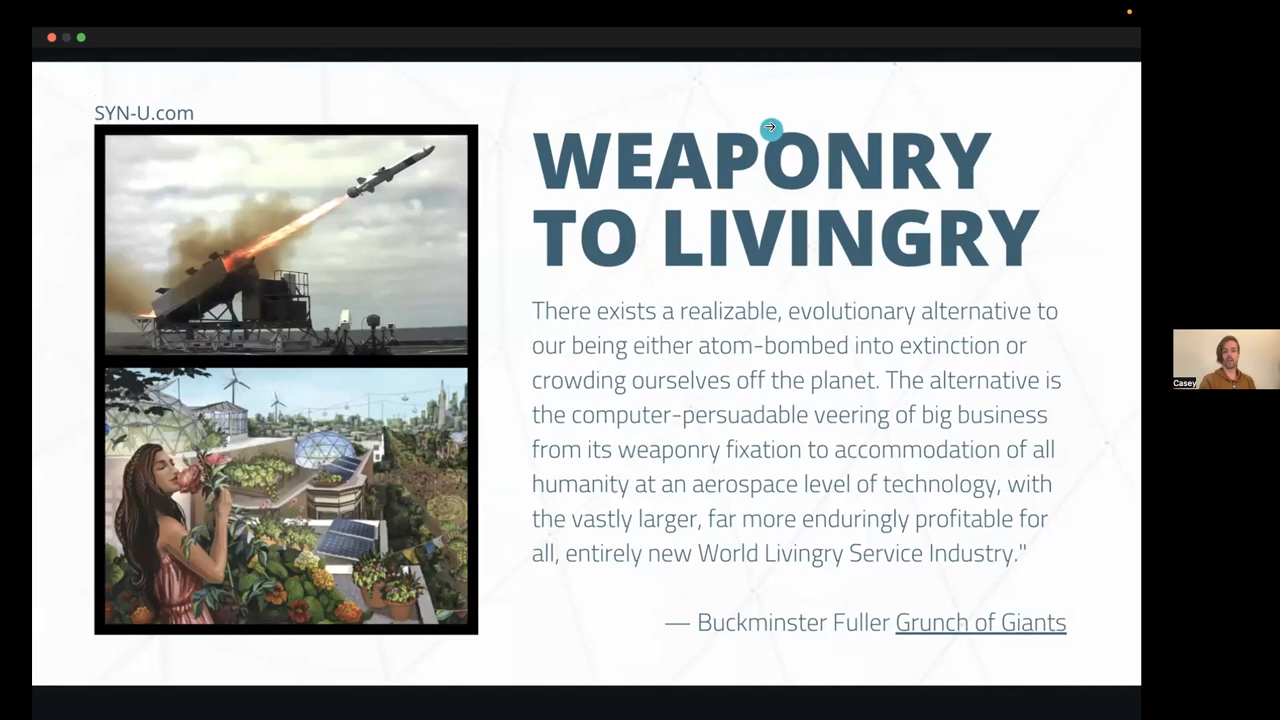 SYN-U.com
WEAPONRY
TO LIVINGRY
There exists a realizable, evolutionary alternative to
our being either atom-bombed into extinction or
crowding ourselves off the planet. The alternative is
the computer-persuadable veering of big business
from its weaponry fixation to accommodation of all
humanity at an aerospace level of technology, with
the vastly larger, far more enduringly profitable for
all, entirely new World Livingry Service Industry."
— Buckminster Fuller Grunch of Giants
Casey